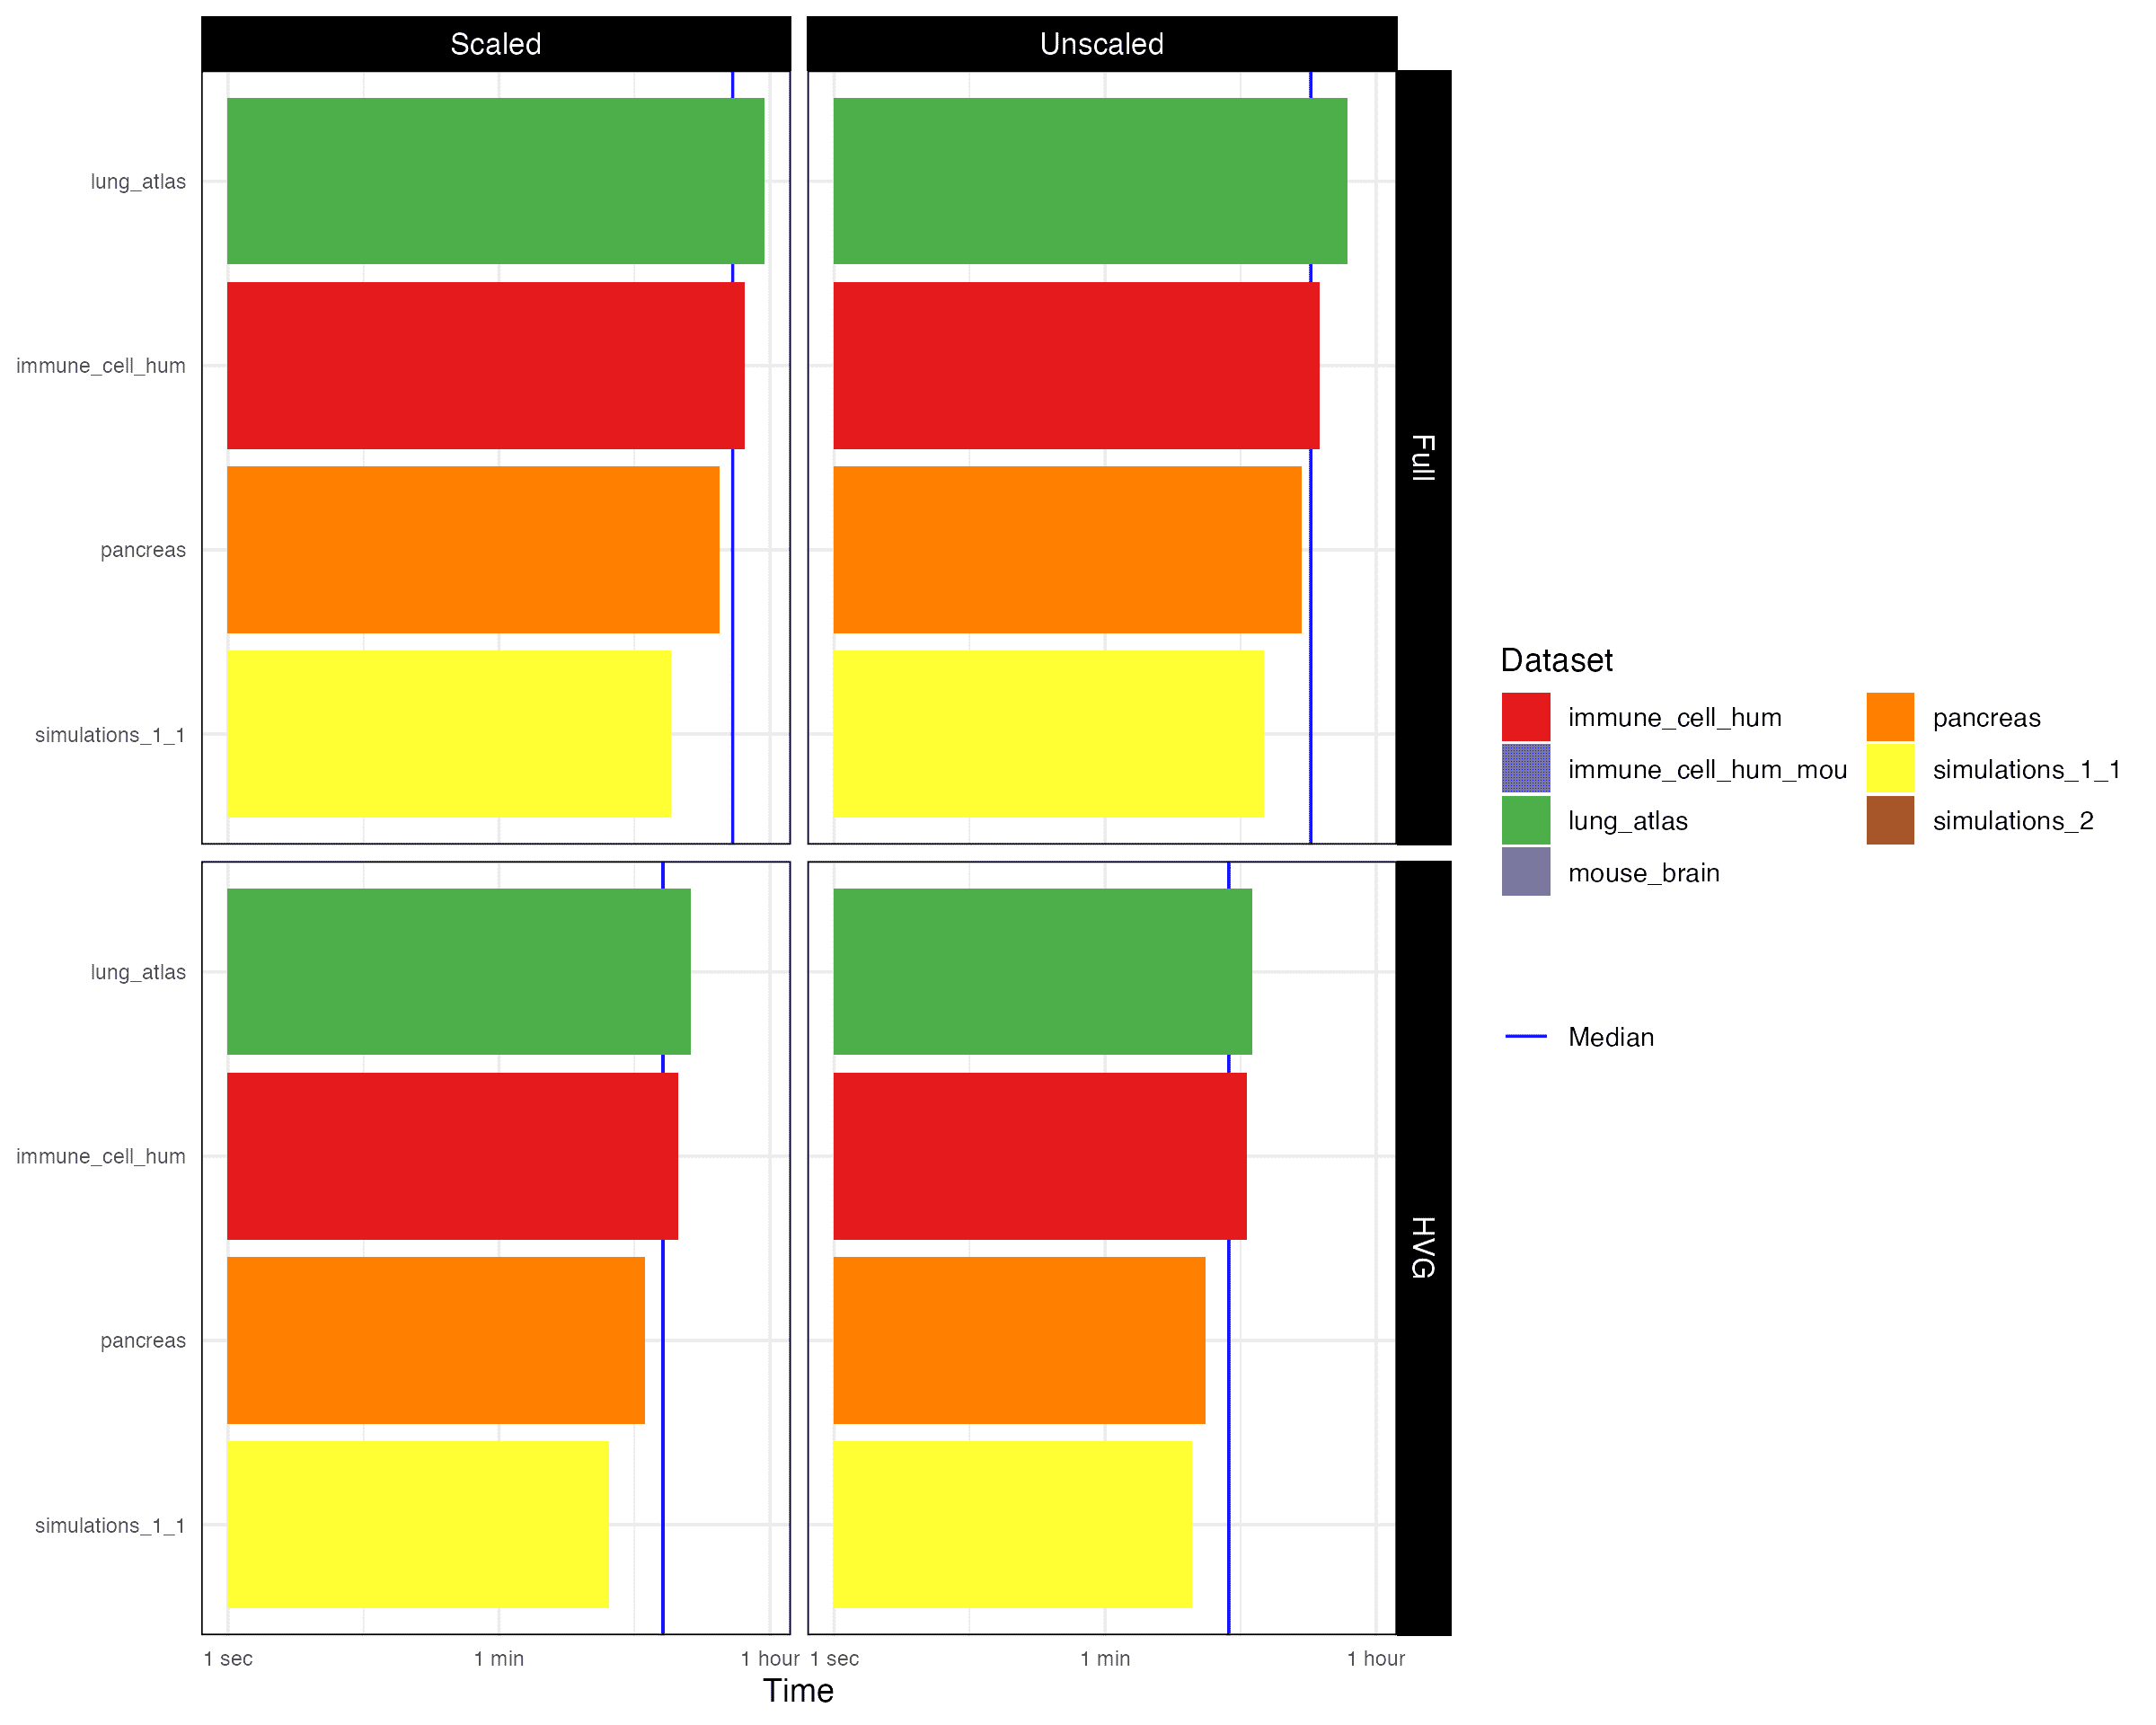 Scaled
Unscaled
lung_atlas
immune_cell_hum
pancreas
simulations_1_1
Full
lung_atlas
immune_cell_hum
pancreas
simulations_1_1
HVG
1 sec
1 min
1 hour
1 sec
1 min
1 hour
Time
Dataset
immune_cell_hum
immune_cell_hum_mou
lung_atlas
mouse_brain
pancreas
simulations_1_1
simulations_2
Median